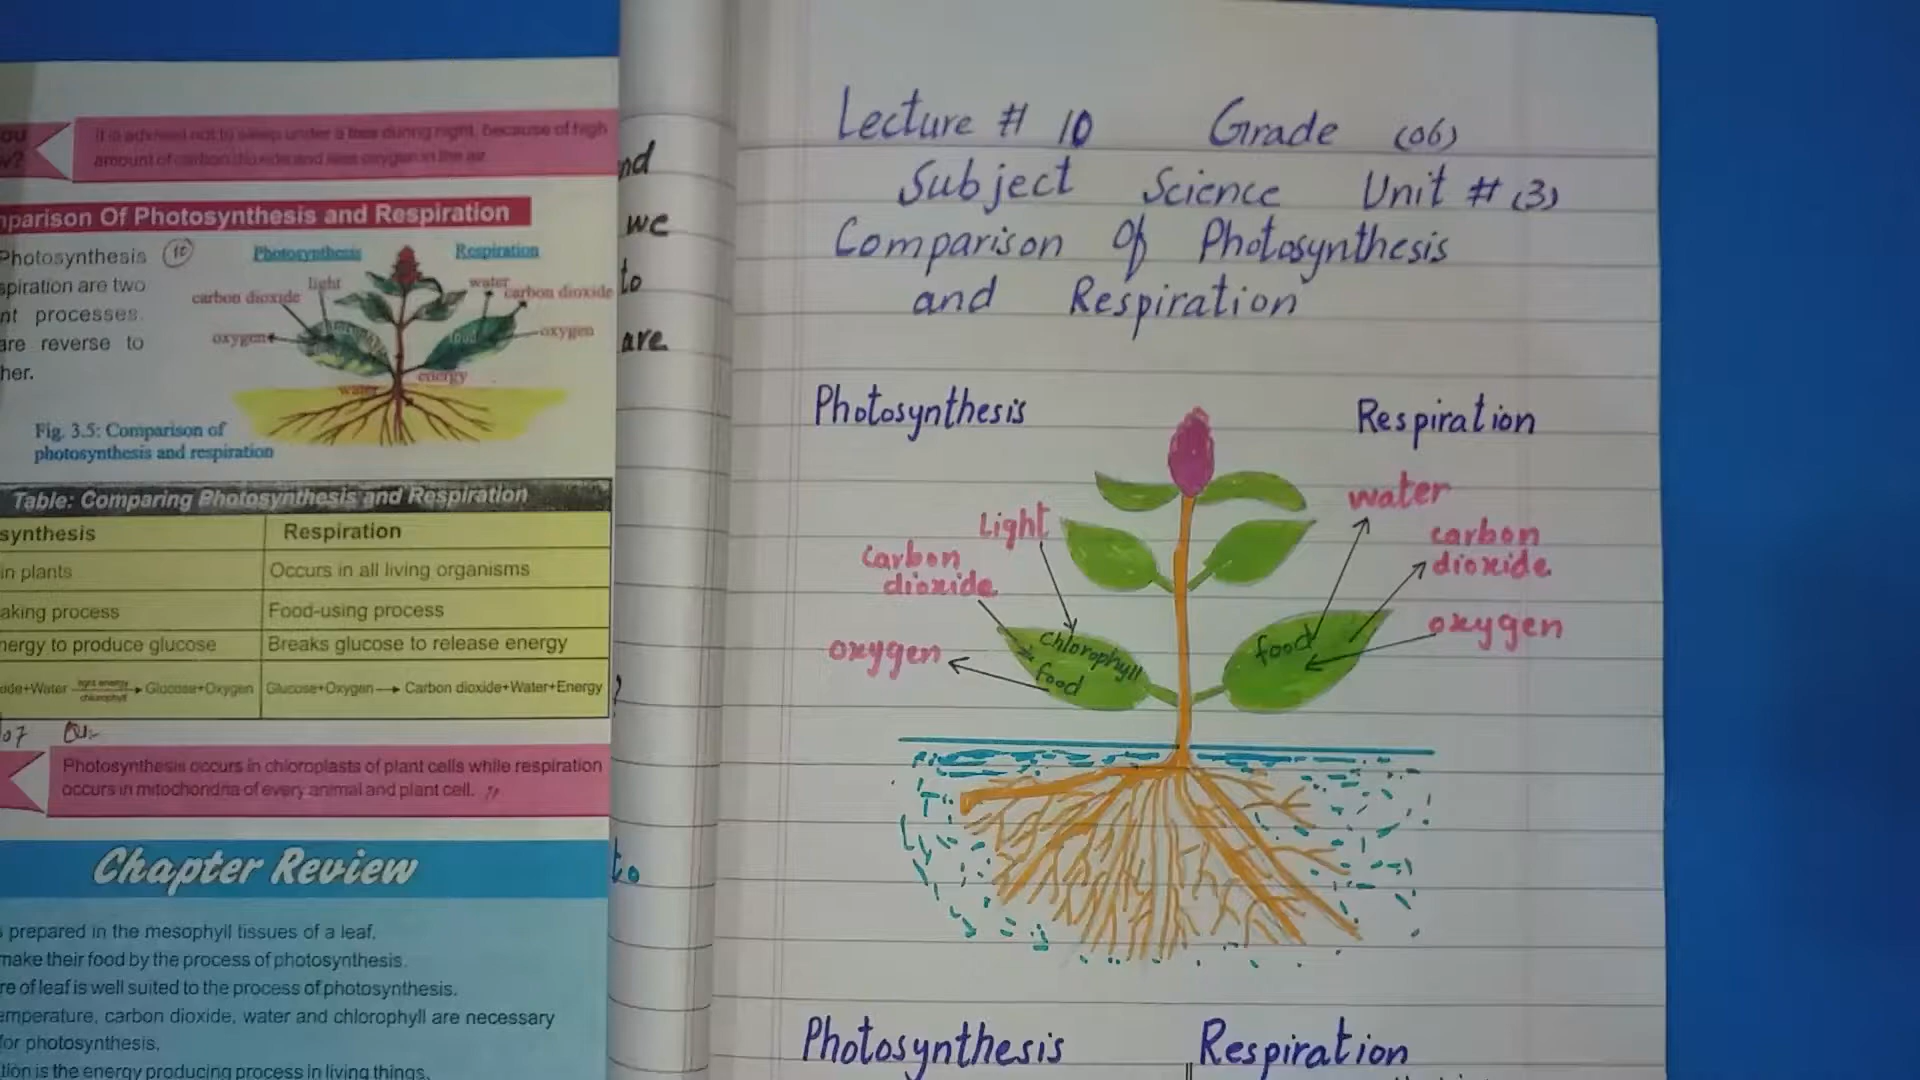 It is advised not to sleep under a tree during night, because of high
amount of carbon dioxide and less oxygen in the air.
mparison Of Photosynthesis and Respiration
Photosynthesis
spiration are two
nt processes.
are reverse to
her.
10
Photosynthesis
Respiration
light
carbon dioxide
oxygen
water
carbon dioxide
oxygen
food
energy
water
Fig. 3.5: Comparison of
photosynthesis and respiration
Table: Comparing Photosynthesis and Respiration
synthesis Respiration
in plants Occurs in all living organisms
aking process Food-using process
nergy to produce glucose Breaks glucose to release energy
ide+Water light energy chlorophyll → Glucose+Oxygen Glucose+Oxygen → Carbon dioxide+Water+Energy
Photosynthesis occurs in chloroplasts of plant cells while respiration
occurs in mitochondria of every animal and plant cell.
Chapter Review
prepared in the mesophyll tissues of a leaf.
make their food by the process of photosynthesis.
re of leaf is well suited to the process of photosynthesis.
emperature, carbon dioxide, water and chlorophyll are necessary
for photosynthesis.
tion is the energy producing process in living things.
nd
we
to
are
?
to
Lecture # 10 Grade (06)
Subject Science Unit # (3)
Comparison Of Photosynthesis
and Respiration
Photosynthesis
Respiration
Light
carbon
dioxide
oxygen
chlorophyll
food
water
carbon
dioxide
oxygen
food
Photosynthesis Respiration